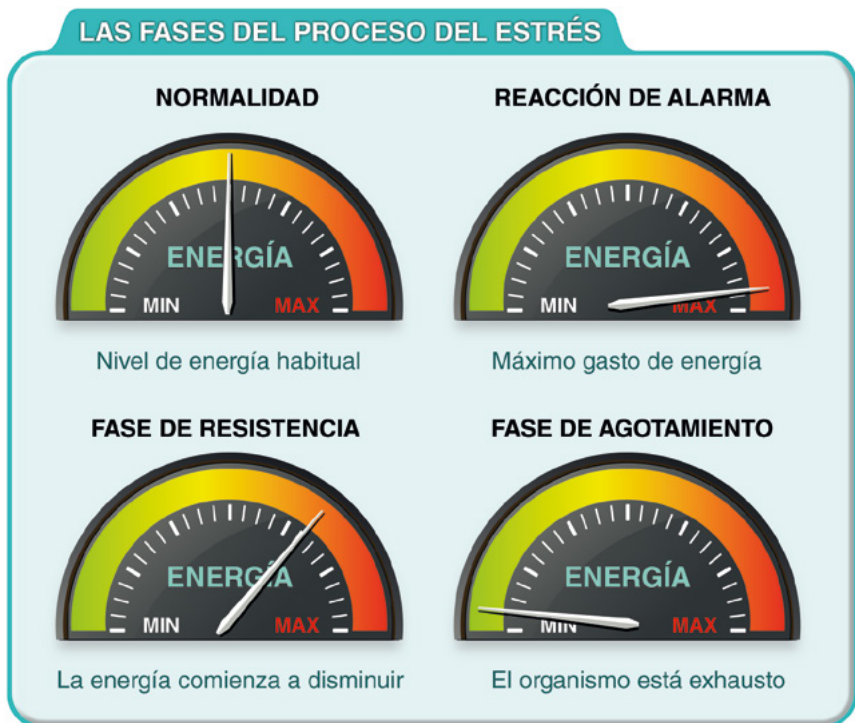 LAS FASES DEL PROCESO DEL ESTRÉS
NORMALIDAD
ENERGÍA
MIN MAX
Nivel de energía habitual
REACCIÓN DE ALARMA
ENERGÍA
MIN MAX
Máximo gasto de energía
FASE DE RESISTENCIA
ENERGÍA
MIN MAX
La energía comienza a disminuir
FASE DE AGOTAMIENTO
ENERGÍA
MIN MAX
El organismo está exhausto